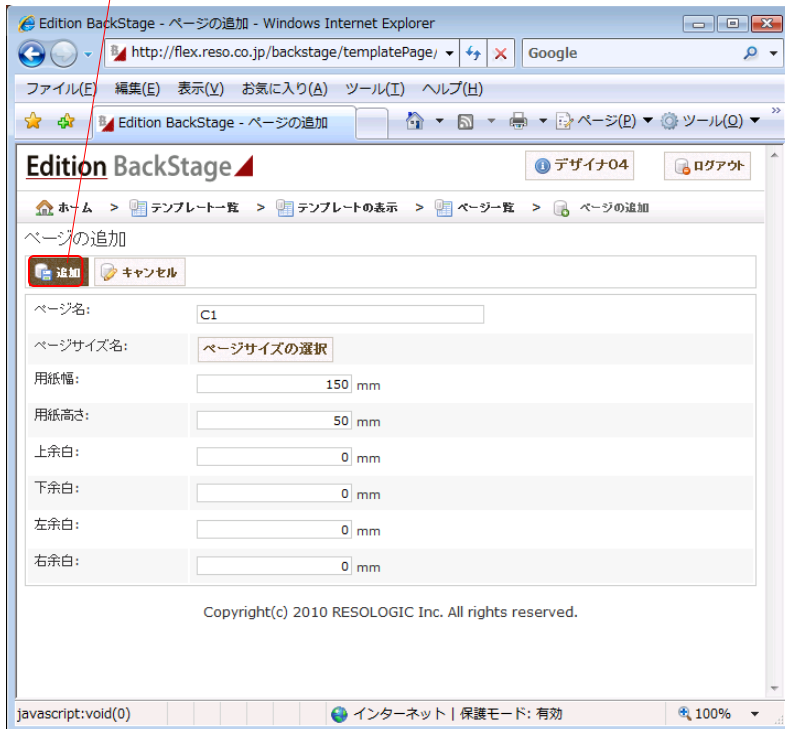 Edition BackStage - ページの追加 - Windows Internet Explorer
http://flex.reso.co.jp/backstage/templatePage/
Google
ファイル(F) 編集(E) 表示(V) お気に入り(A) ツール(T) ヘルプ(H)
Edition BackStage - ページの追加
ページ(P) ツール(O)
Edition BackStage
デザイナ04 ログアウト
ホーム > テンプレート一覧 > テンプレートの表示 > ページ一覧 > ページの追加
ページの追加
追加 キャンセル
ページ名: C1
ページサイズ名: ページサイズの選択
用紙幅: 150 mm
用紙高さ: 50 mm
上余白: 0 mm
下余白: 0 mm
左余白: 0 mm
右余白: 0 mm
Copyright(c) 2010 RESOLOGIC Inc. All rights reserved.
javascript:void(0) インターネット | 保護モード: 有効 100%